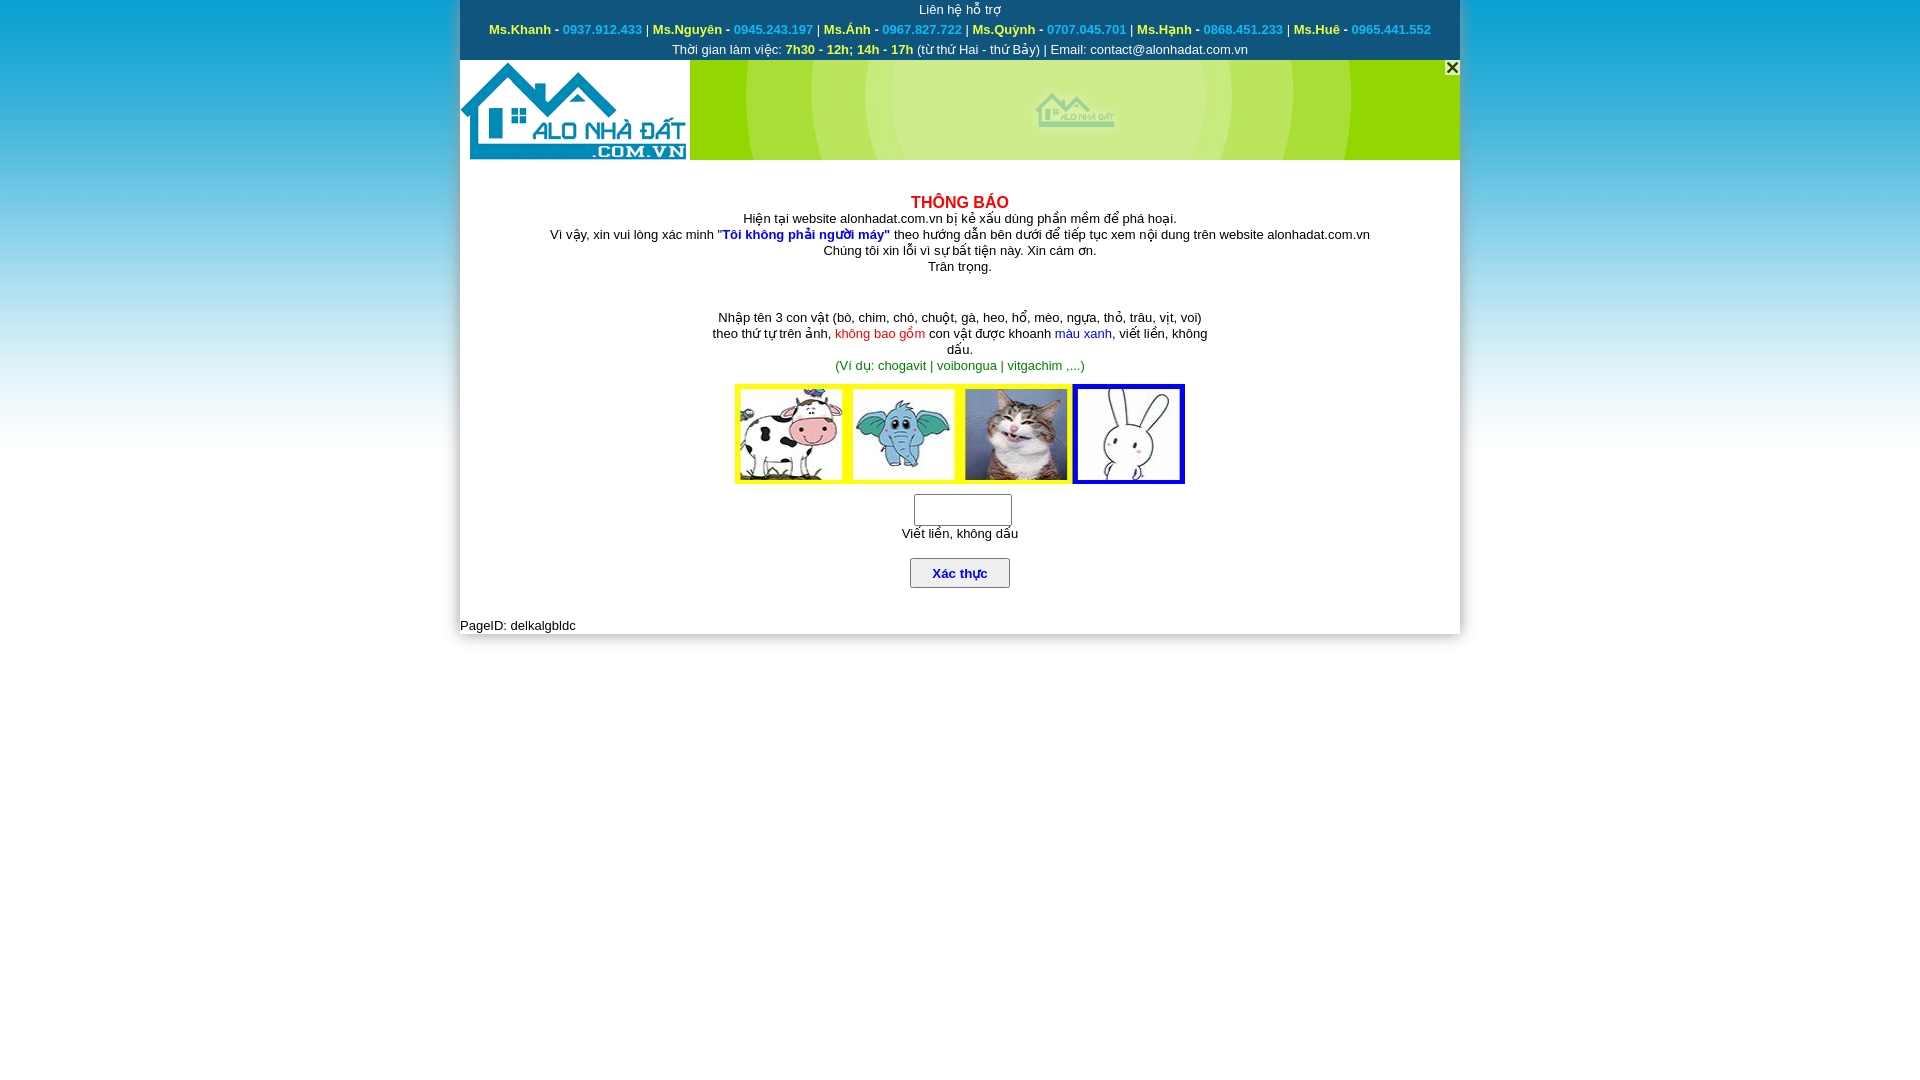 Liên hệ hỗ trợ
Ms.Khanh - 0937.912.433 | Ms.Nguyên - 0945.243.197 | Ms.Ánh - 0967.827.722 | Ms.Quỳnh - 0707.045.701 | Ms.Hạnh - 0868.451.233 | Ms.Huê - 0965.441.552
Thời gian làm việc: 7h30 - 12h; 14h - 17h (từ thứ Hai - thứ Bảy) | Email: contact@alonhadat.com.vn
ALO NHÀ ĐẤT
.COM.VN
ALO NHÀ ĐẤT
THÔNG BÁO
Hiện tại website alonhadat.com.vn bị kẻ xấu dùng phần mềm để phá hoại.
Vì vậy, xin vui lòng xác minh "Tôi không phải người máy" theo hướng dẫn bên dưới để tiếp tục xem nội dung trên website alonhadat.com.vn
Chúng tôi xin lỗi vì sự bất tiện này. Xin cám ơn.
Trân trọng.
Nhập tên 3 con vật (bò, chim, chó, chuột, gà, heo, hổ, mèo, ngựa, thỏ, trâu, vịt, voi)
theo thứ tự trên ảnh, không bao gồm con vật được khoanh màu xanh, viết liền, không
dấu.
(Ví dụ: chogavit | voibongua | vitgachim ,...)
Viết liền, không dấu
Xác thực
PageID: delkalgbldc